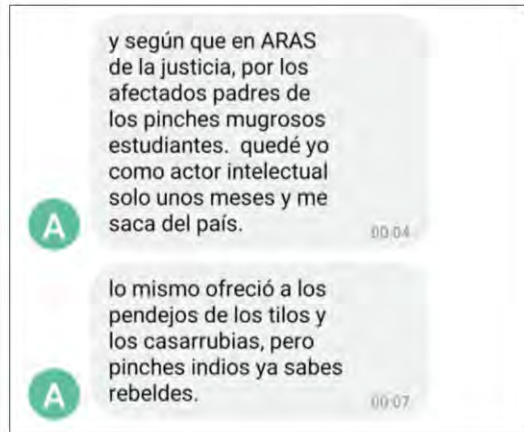 y según que en ARAS
de la justicia, por los
afectados padres de
los pinches mugrosos
estudiantes.  quedé yo
como actor intelectual
solo unos meses y me
saca del país.
00:04
A
lo mismo ofreció a los
pendejos de los tilos y
los casarrubias, pero
pinches indios ya sabes
rebeldes.
00:07
A